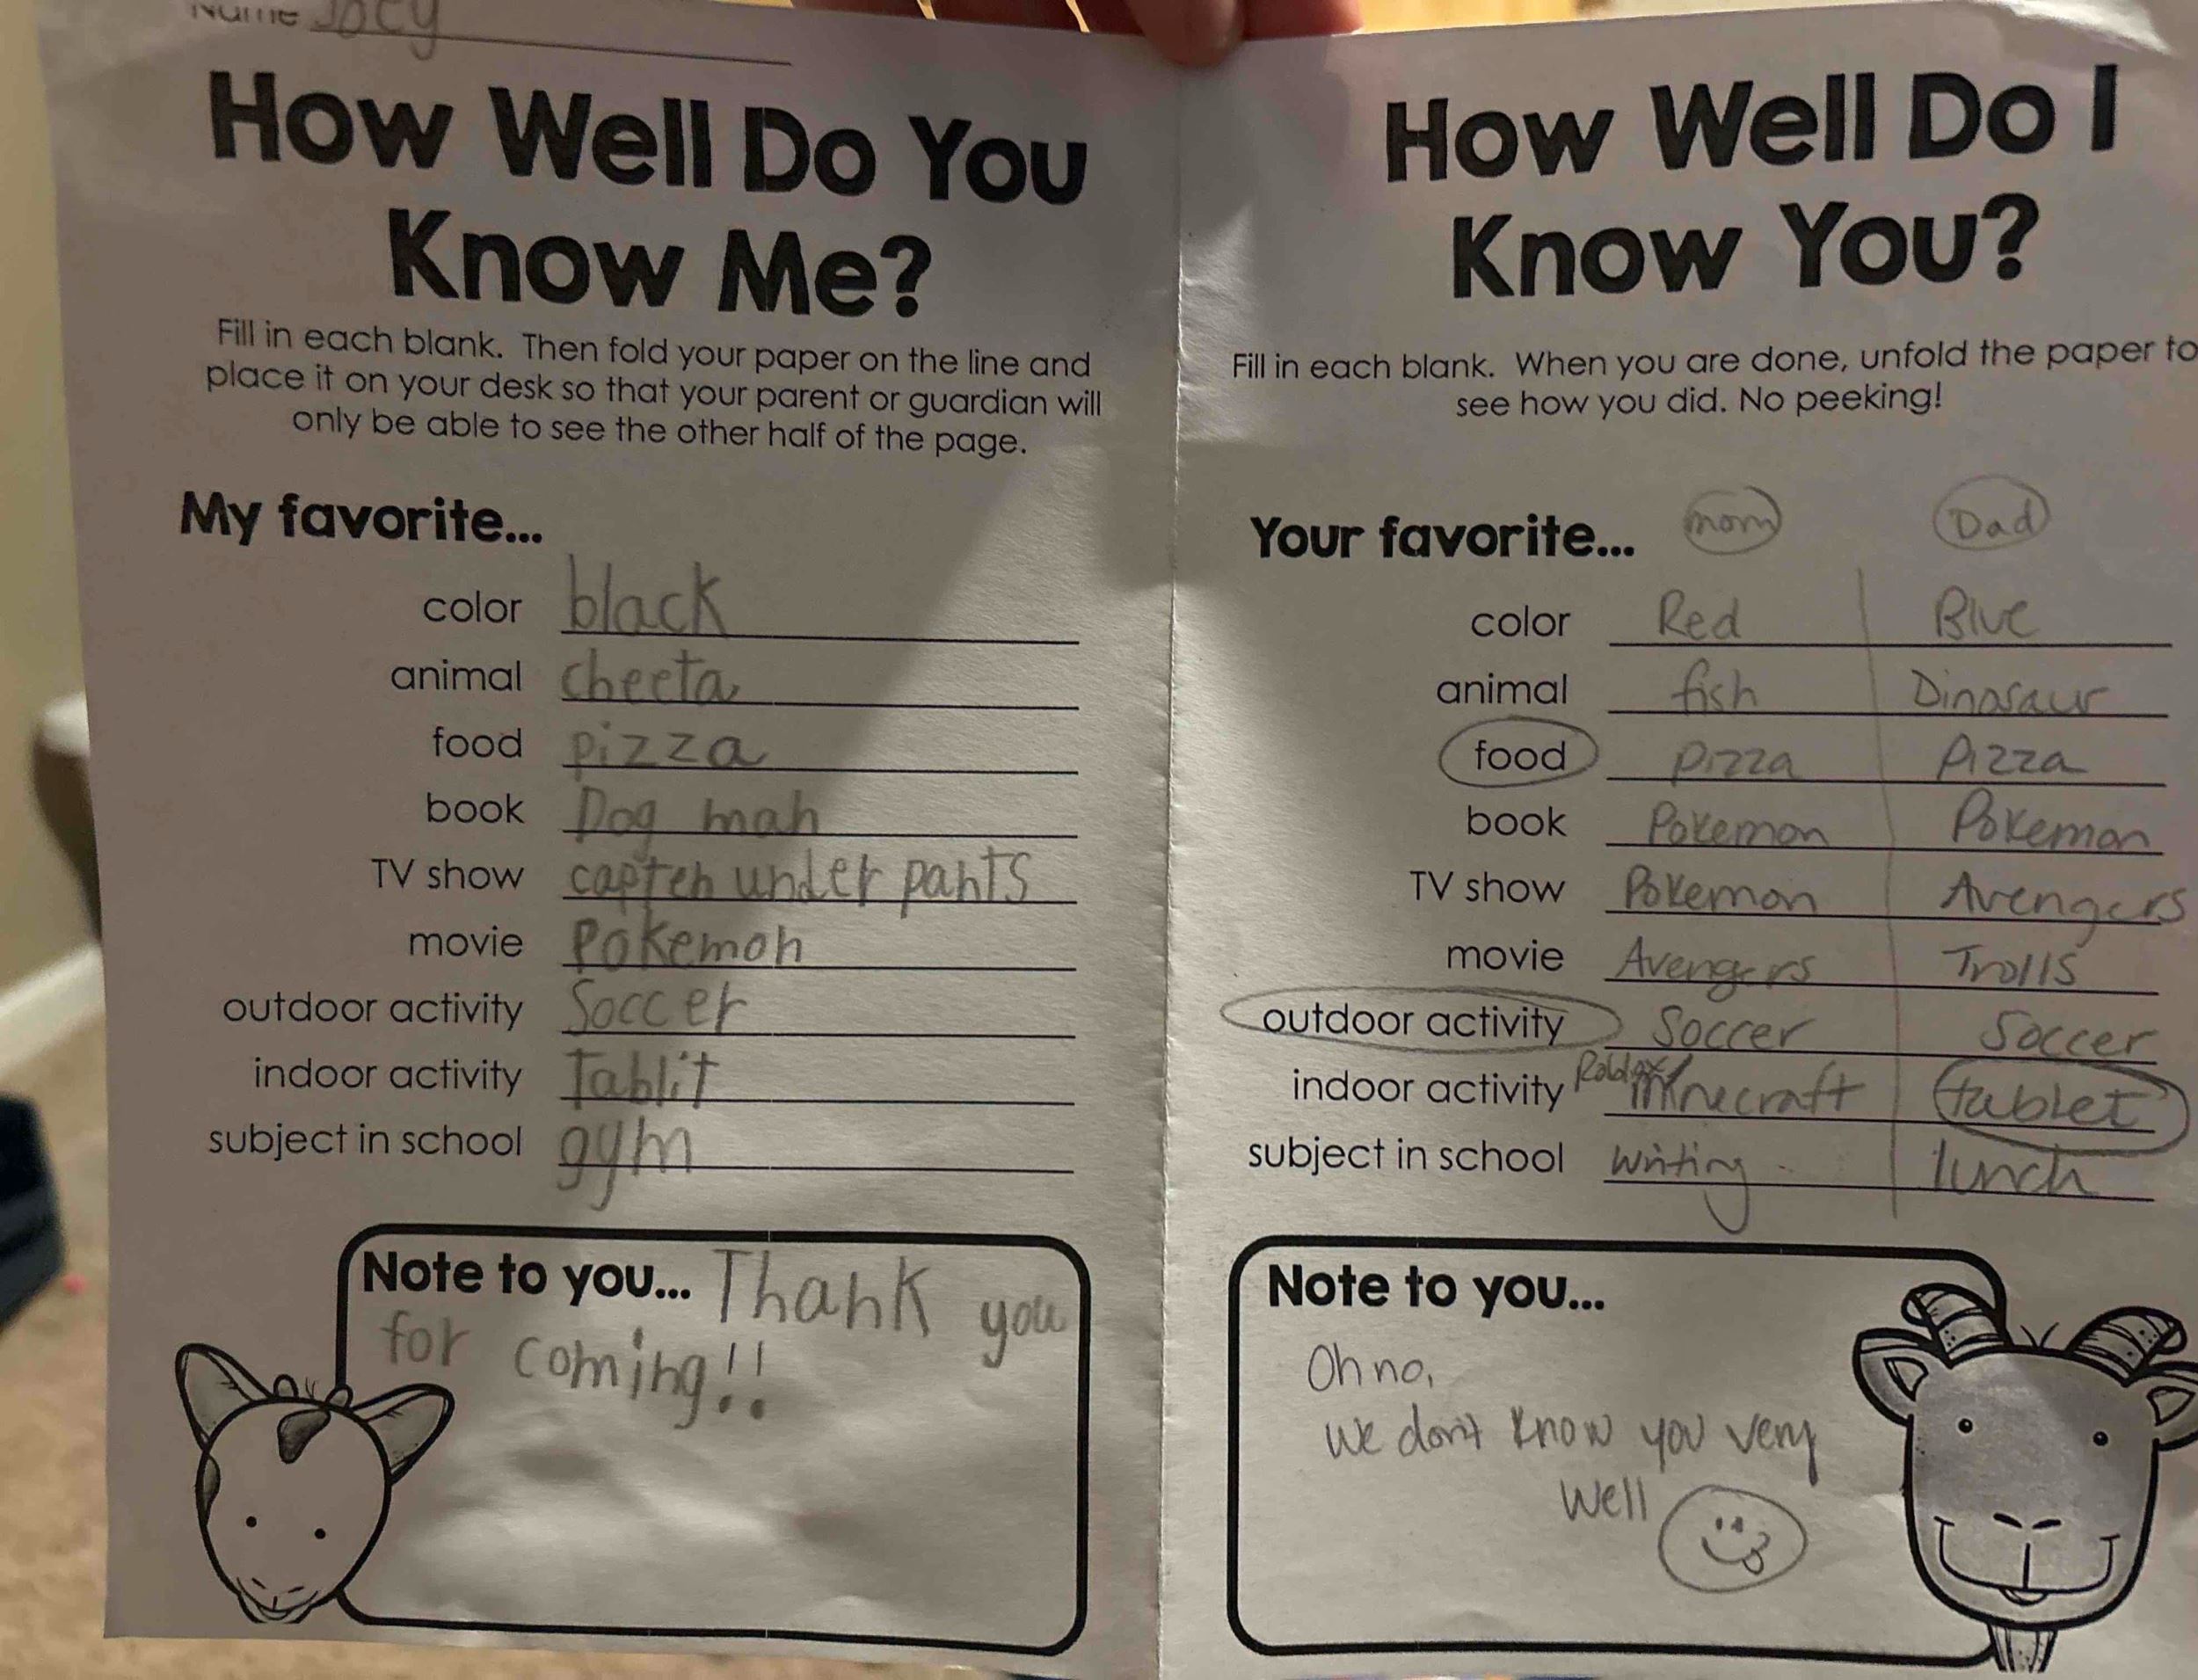 Name Joey
How Well Do You
Know Me?
Fill in each blank. Then fold your paper on the line and
place it on your desk so that your parent or guardian will
only be able to see the other half of the page.
My favorite...
color black
animal cheeta
food pizza
book Dog man
TV show capten under pants
movie Pokemon
outdoor activity Soccer
indoor activity Tablit
subject in school gym
Note to you... Thank you
for coming!!
How Well Do I
Know You?
Fill in each blank. When you are done, unfold the paper to
see how you did. No peeking!
Your favorite... mom Dad
color Red Blue
animal fish Dinosaur
food pizza Pizza
book Pokemon Pokemon
TV show Pokemon Avengers
movie Avengers Trolls
outdoor activity Soccer Soccer
indoor activity Roblox/minecraft tablet
subject in school writing lunch
Note to you...
Oh no,
we don't know you very
well